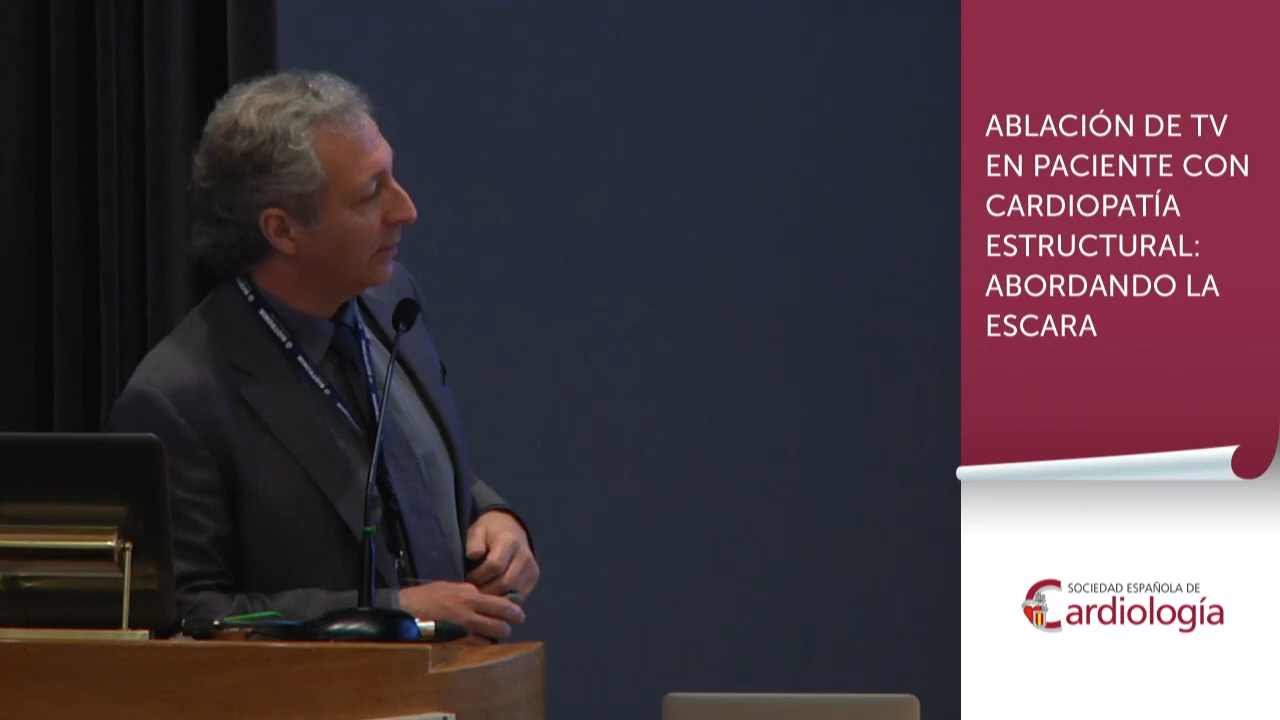 ABLACIÓN DE TV
EN PACIENTE CON
CARDIOPATÍA
ESTRUCTURAL:
ABORDANDO LA
ESCARA
SOCIEDAD ESPAÑOLA DE
Cardiología